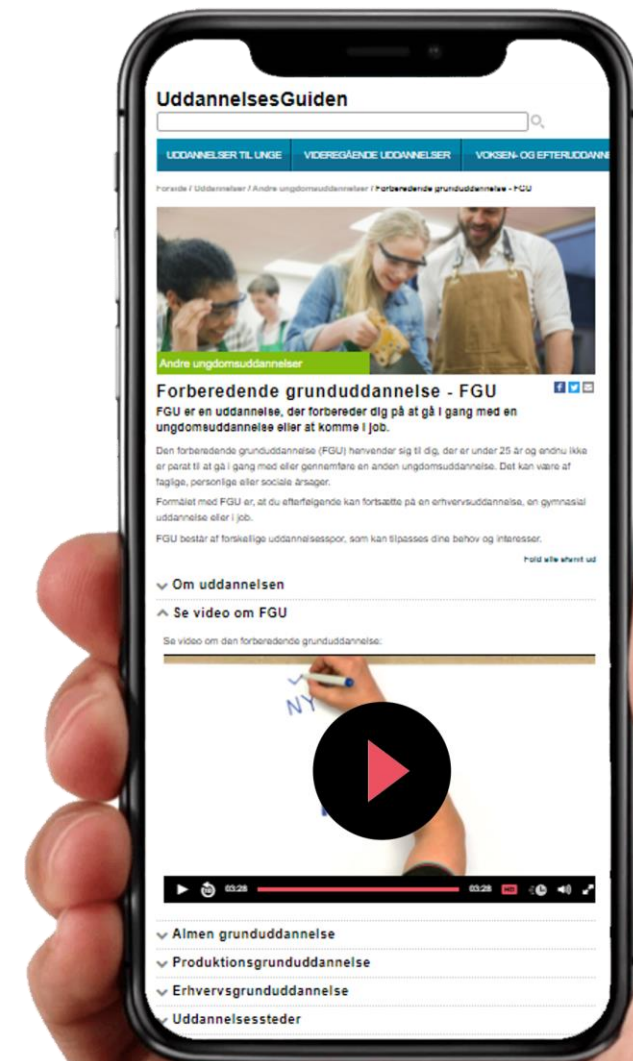 UddannelsesGuiden
UDDANNELSER TIL UNGE VIDEREGÅENDE UDDANNELSER VOKSEN- OG EFTERUDDANN
Forside / Uddannelser / Andre ungdomsuddannelser / Forberedende grunduddannelse - FGU
Andre ungdomsuddannelser
Forberedende grunduddannelse - FGU
FGU er en uddannelse, der forbereder dig på at gå i gang med en
ungdomsuddannelse eller at komme i job.
Den forberedende grunduddannelse (FGU) henvender sig til dig, der er under 25 år og endnu ikke
er parat til at gå i gang med eller gennemføre en anden ungdomsuddannelse. Det kan være af
faglige, personlige eller sociale årsager.
Formålet med FGU er, at du efterfølgende kan fortsætte på en erhvervsuddannelse, en gymnasial
uddannelse eller i job.
FGU består af forskellige uddannelsesspor, som kan tilpasses dine behov og interesser.
Fold alle afsnit ud
Om uddannelsen
Se video om FGU
Se video om den forberedende grunduddannelse:
NY
03:28 03:28 HD
Almen grunduddannelse
Produktionsgrunduddannelse
Erhvervsgrunduddannelse
Uddannelsessteder